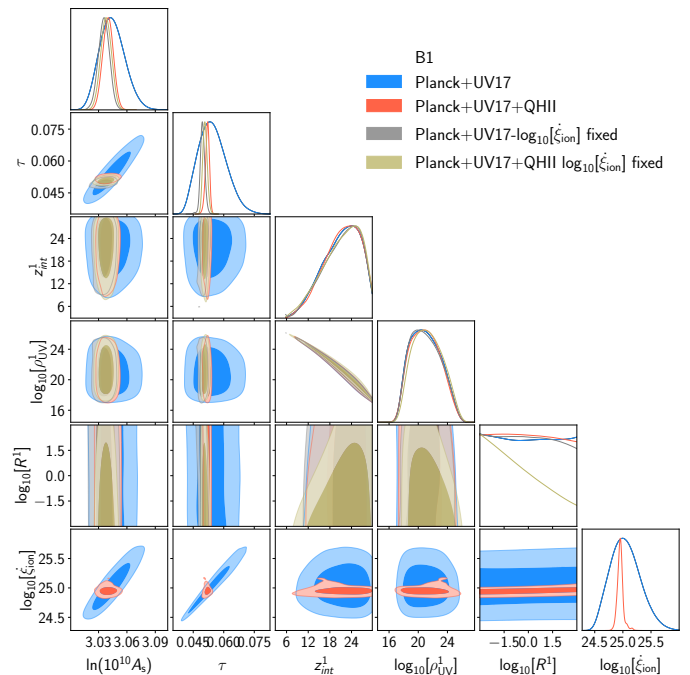 B1
Planck+UV17
Planck+UV17+QHII
Planck+UV17-log₁₀[ξ̇ᵢₒₙ] fixed
Planck+UV17+QHII log₁₀[ξ̇ᵢₒₙ] fixed
0.075
0.060
0.045
τ
24
18
12
6
z¹ᵢₙₜ
24
20
16
log₁₀[ρ¹_UV]
1.5
0.0
−1.5
log₁₀[R¹]
25.5
25.0
24.5
log₁₀[ξ̇ᵢₒₙ]
3.03 3.06 3.09
0.045 0.060 0.075
6 12 18 24
16 20 24
−1.5 0.0 1.5
24.5 25.0 25.5
ln(10¹⁰Aₛ)
τ
z¹ᵢₙₜ
log₁₀[ρ¹_UV]
log₁₀[R¹]
log₁₀[ξ̇ᵢₒₙ]